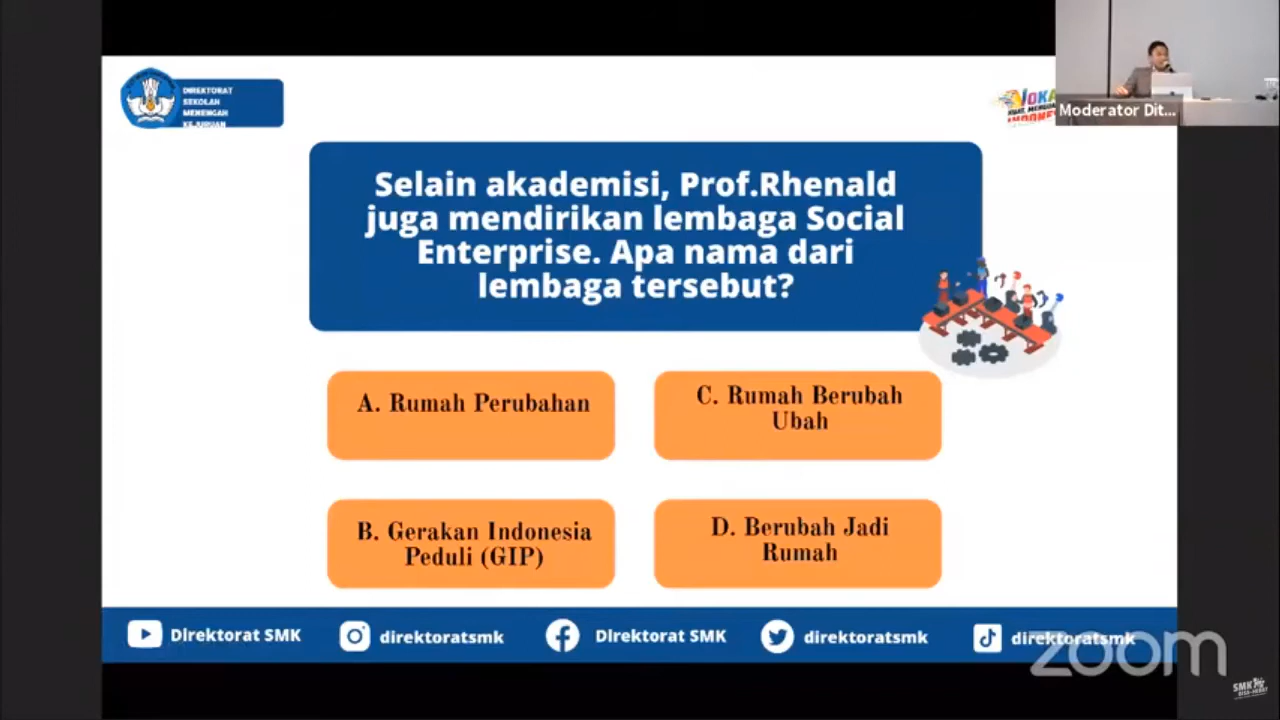 DIREKTORAT
SEKOLAH
MENENGAH
KEJURUAN
Moderator Dit...
Selain akademisi, Prof.Rhenald
juga mendirikan lembaga Social
Enterprise. Apa nama dari
lembaga tersebut?
A. Rumah Perubahan
C. Rumah Berubah
Ubah
B. Gerakan Indonesia
Peduli (GIP)
D. Berubah Jadi
Rumah
Direktorat SMK
direktoratsmk
Direktorat SMK
direktoratsmk
direktoratsmk
zoom
SMK